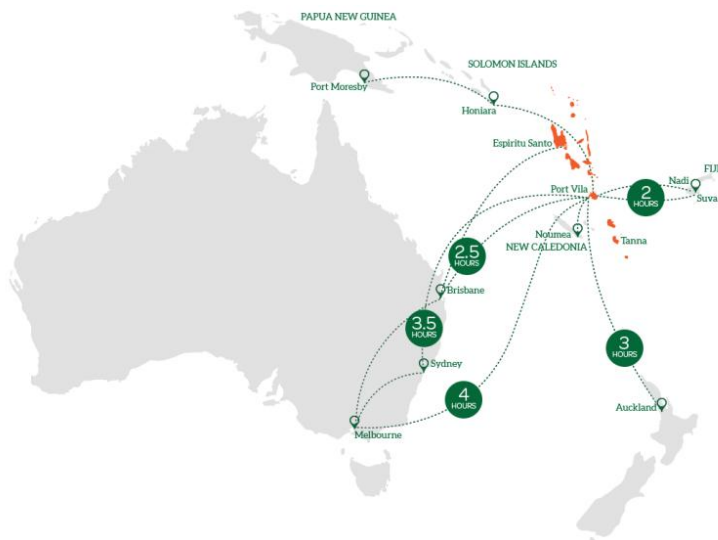 PAPUA NEW GUINEA
SOLOMON ISLANDS
Port Moresby
Honiara
Espiritu Santo
FIJI
Nadi
Port Vila
2
HOURS
Suva
Noumea
NEW CALEDONIA
Tanna
2.5
HOURS
Brisbane
3.5
HOURS
3
HOURS
Sydney
4
HOURS
Auckland
Melbourne